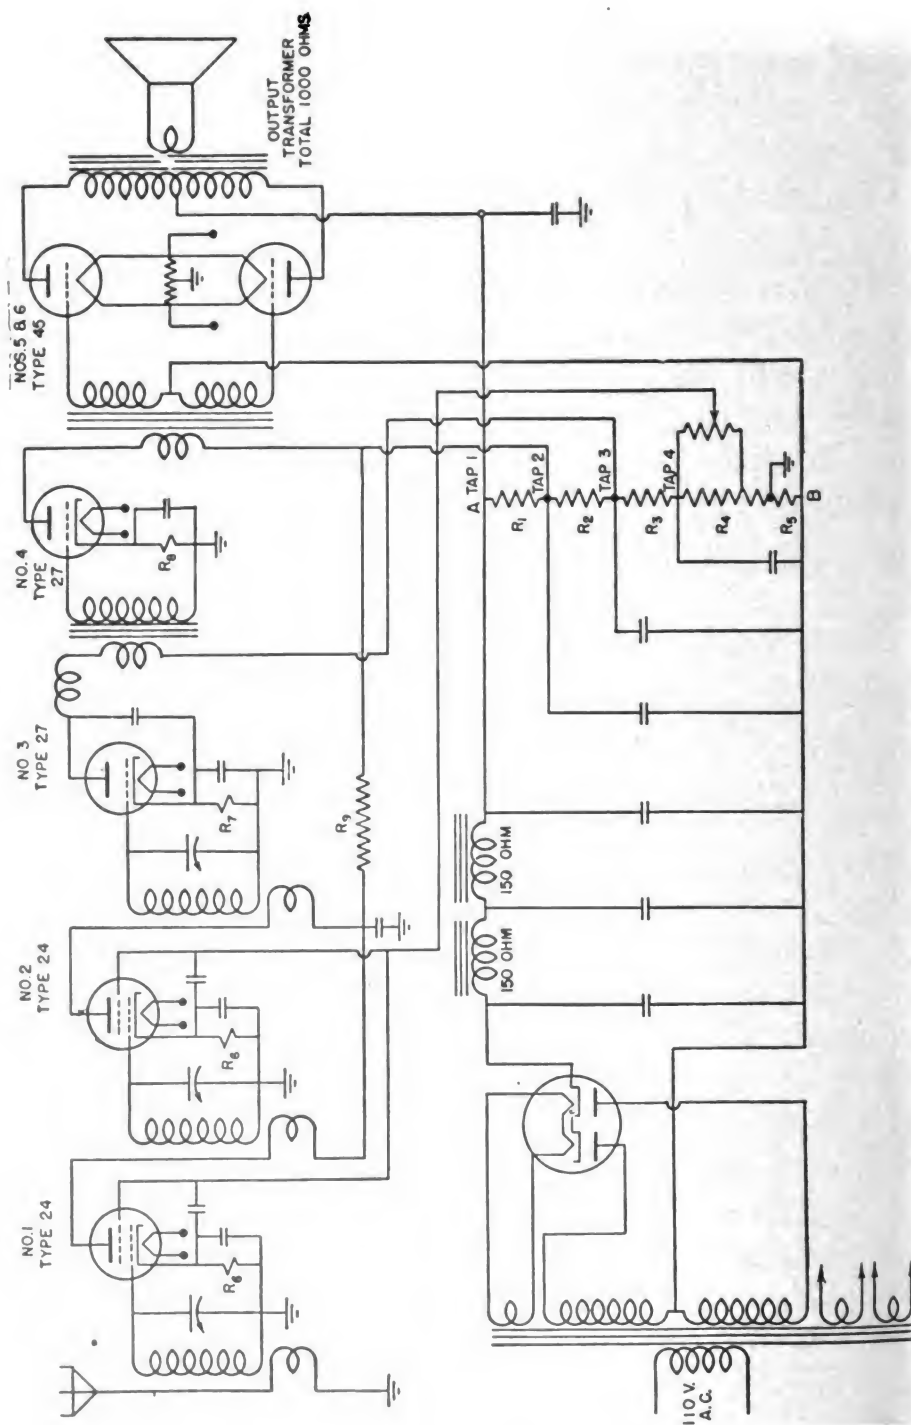 NO.1
TYPE 24
R6
NO.2
TYPE 24
R6
NO 3
TYPE 27
R7
R9
NO.4
TYPE
27
R8
NOS.5 & 6
TYPE 45
OUTPUT
TRANSFORMER
TOTAL 1000 OHMS
110 V.
A.C.
150 OHM
150 OHM
A TAP 1
R1
TAP 2
R2
TAP 3
R3
TAP 4
R4
R5
B